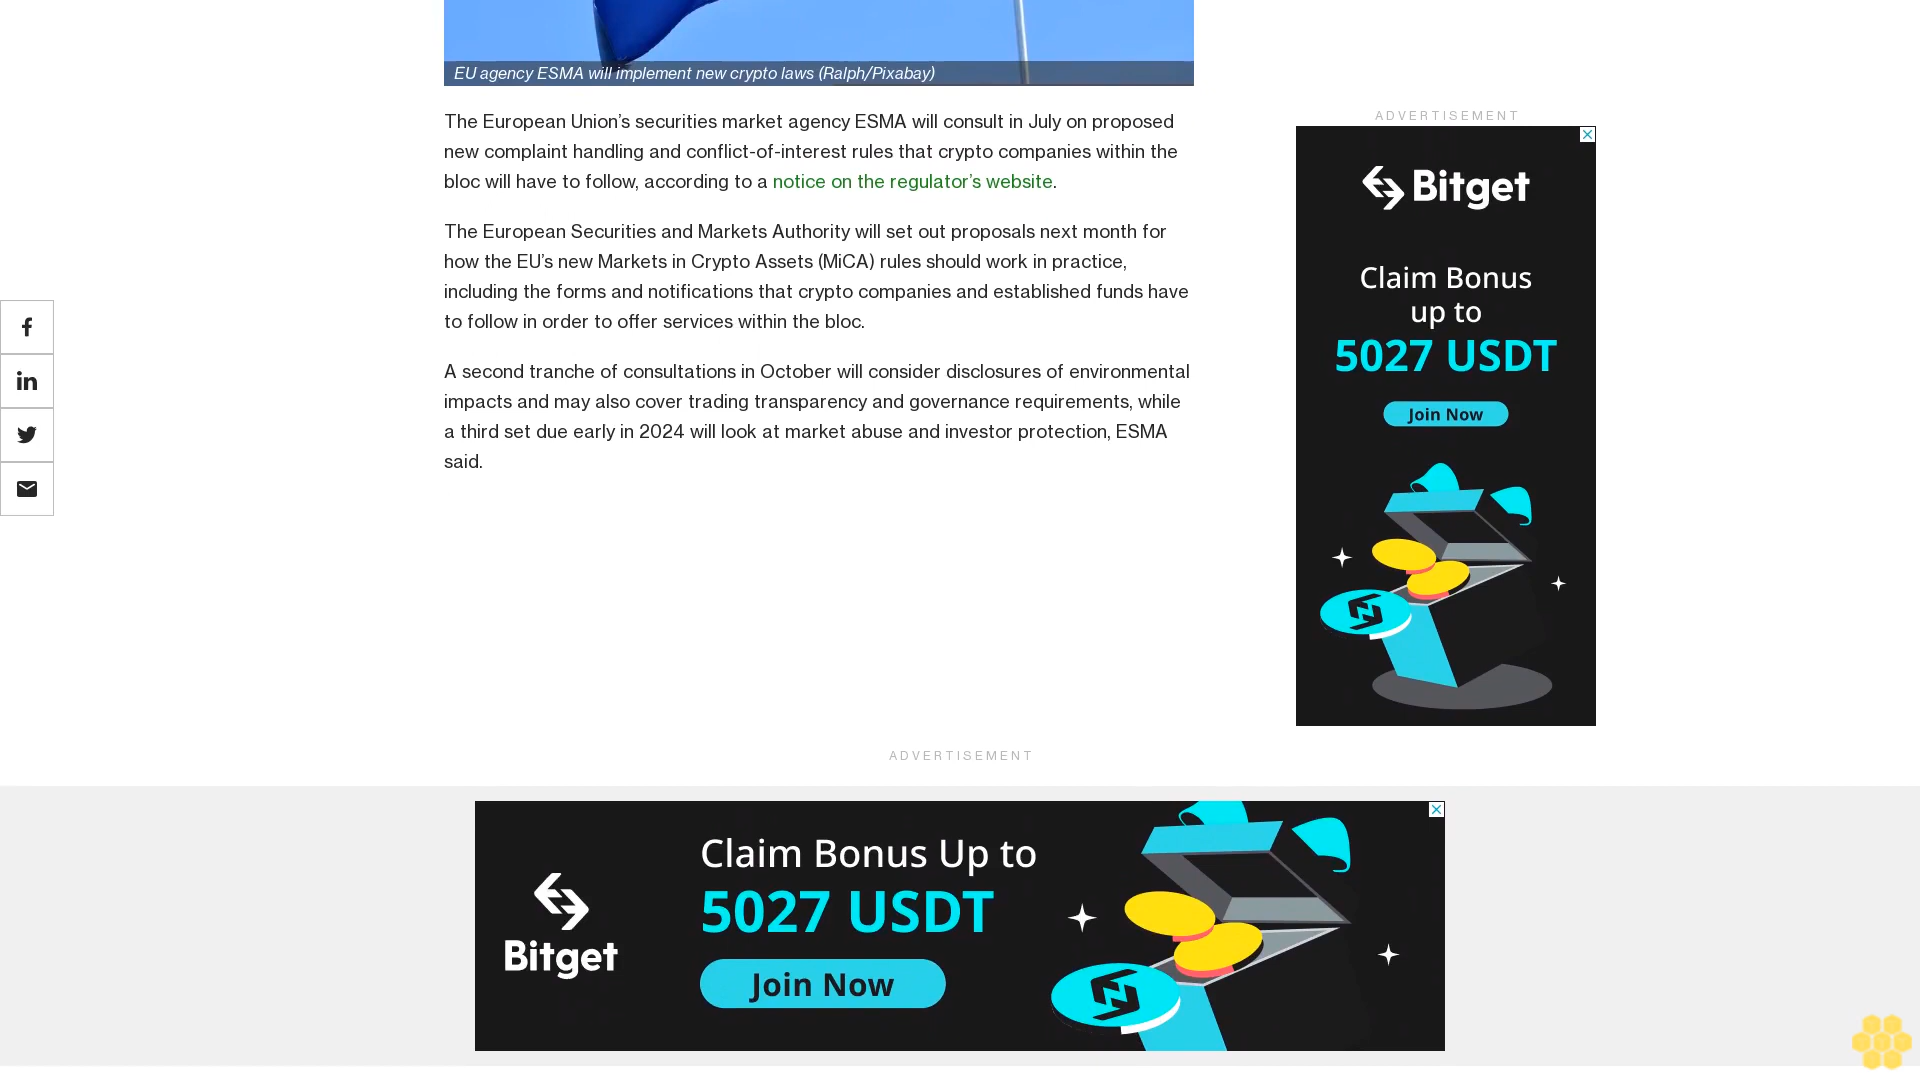 EU agency ESMA will implement new crypto laws (Ralph/Pixabay)
The European Union’s securities market agency ESMA will consult in July on proposed
new complaint handling and conflict-of-interest rules that crypto companies within the
bloc will have to follow, according to a notice on the regulator’s website.
The European Securities and Markets Authority will set out proposals next month for
how the EU’s new Markets in Crypto Assets (MiCA) rules should work in practice,
including the forms and notifications that crypto companies and established funds have
to follow in order to offer services within the bloc.
A second tranche of consultations in October will consider disclosures of environmental
impacts and may also cover trading transparency and governance requirements, while
a third set due early in 2024 will look at market abuse and investor protection, ESMA
said.
ADVERTISEMENT
Bitget
Claim Bonus
up to
5027 USDT
Join Now
ADVERTISEMENT
Bitget
Claim Bonus Up to
5027 USDT
Join Now